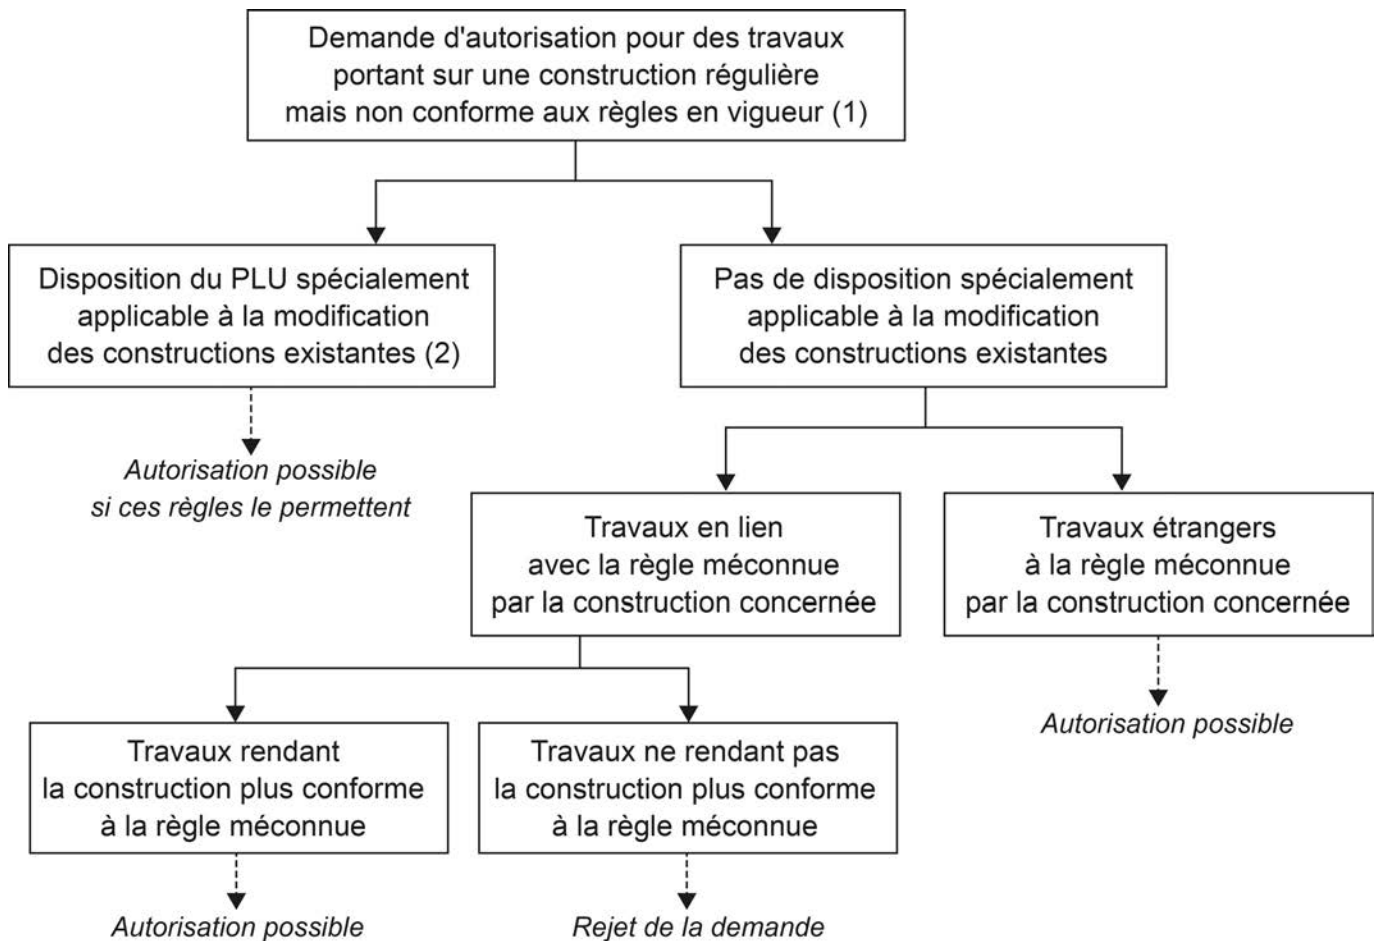 Demande d'autorisation pour des travaux
portant sur une construction régulière
mais non conforme aux règles en vigueur (1)
Disposition du PLU spécialement
applicable à la modification
des constructions existantes (2)
Pas de disposition spécialement
applicable à la modification
des constructions existantes
Autorisation possible
si ces règles le permettent
Travaux en lien
avec la règle méconnue
par la construction concernée
Travaux étrangers
à la règle méconnue
par la construction concernée
Autorisation possible
Travaux rendant
la construction plus conforme
à la règle méconnue
Travaux ne rendant pas
la construction plus conforme
à la règle méconnue
Autorisation possible
Rejet de la demande